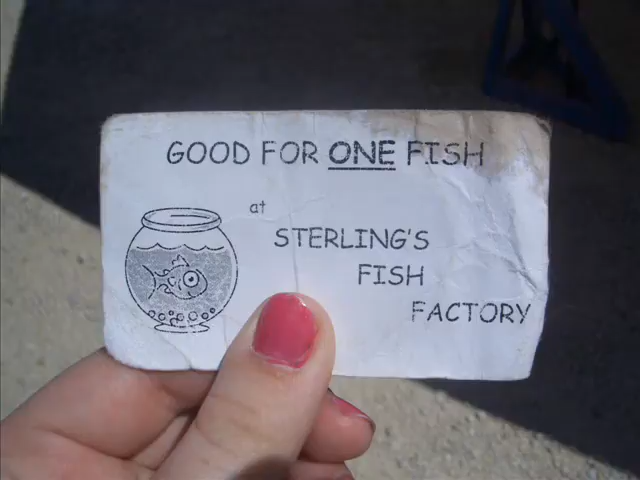 GOOD FOR ONE FISH
at
STERLING'S
FISH
FACTORY